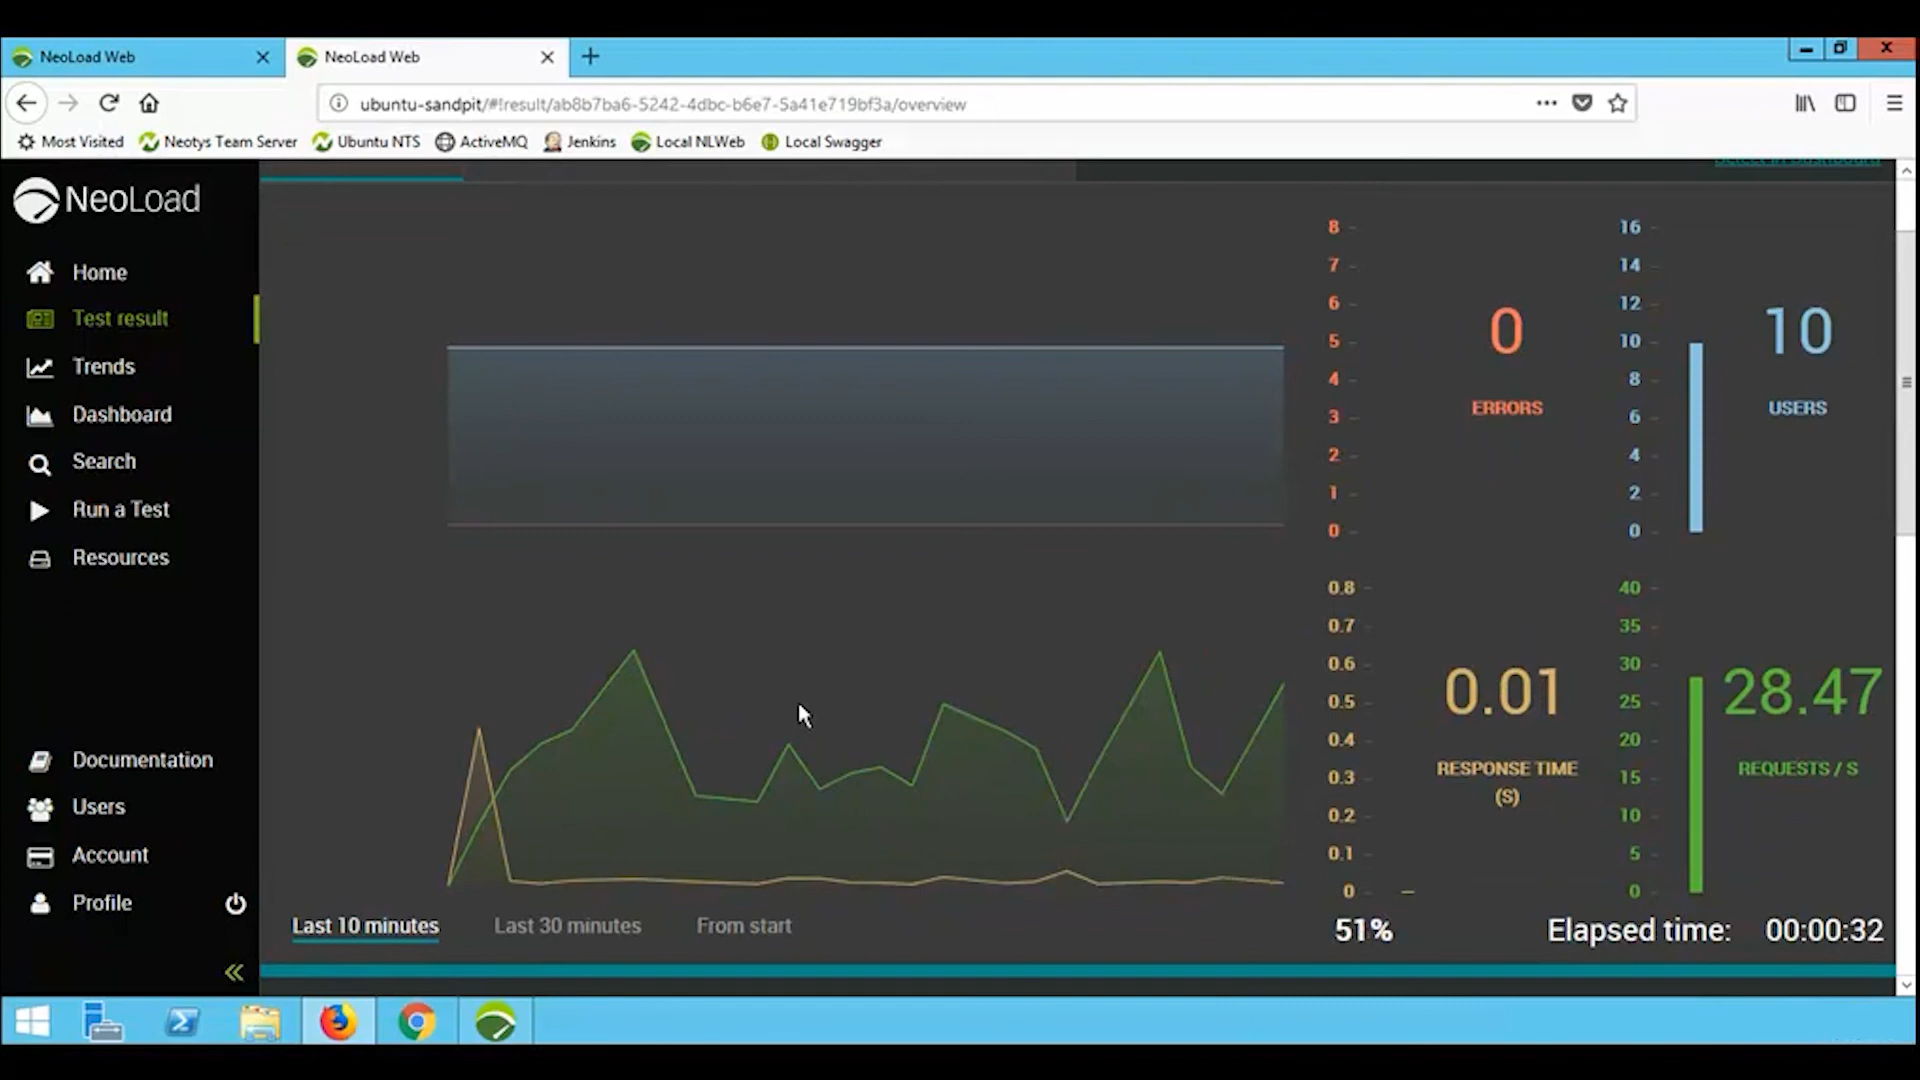 NeoLoad Web
NeoLoad Web
ubuntu-sandpit/#!result/ab8b7ba6-5242-4dbc-b6e7-5a41e719bf3a/overview
Most Visited
Neotys Team Server
Ubuntu NTS
ActiveMQ
Jenkins
Local NLWeb
Local Swagger
NeoLoad
Home
Test result
Trends
Dashboard
Search
Run a Test
Resources
Documentation
Users
Account
Profile
8
7
6
5
4
3
2
1
0
0
ERRORS
16
14
12
10
8
6
4
2
0
10
USERS
0.8
0.7
0.6
0.5
0.4
0.3
0.2
0.1
0
0.01
RESPONSE TIME
(S)
40
35
30
25
20
15
10
5
0
28.47
REQUESTS / S
Last 10 minutes
Last 30 minutes
From start
51%
Elapsed time: 00:00:32